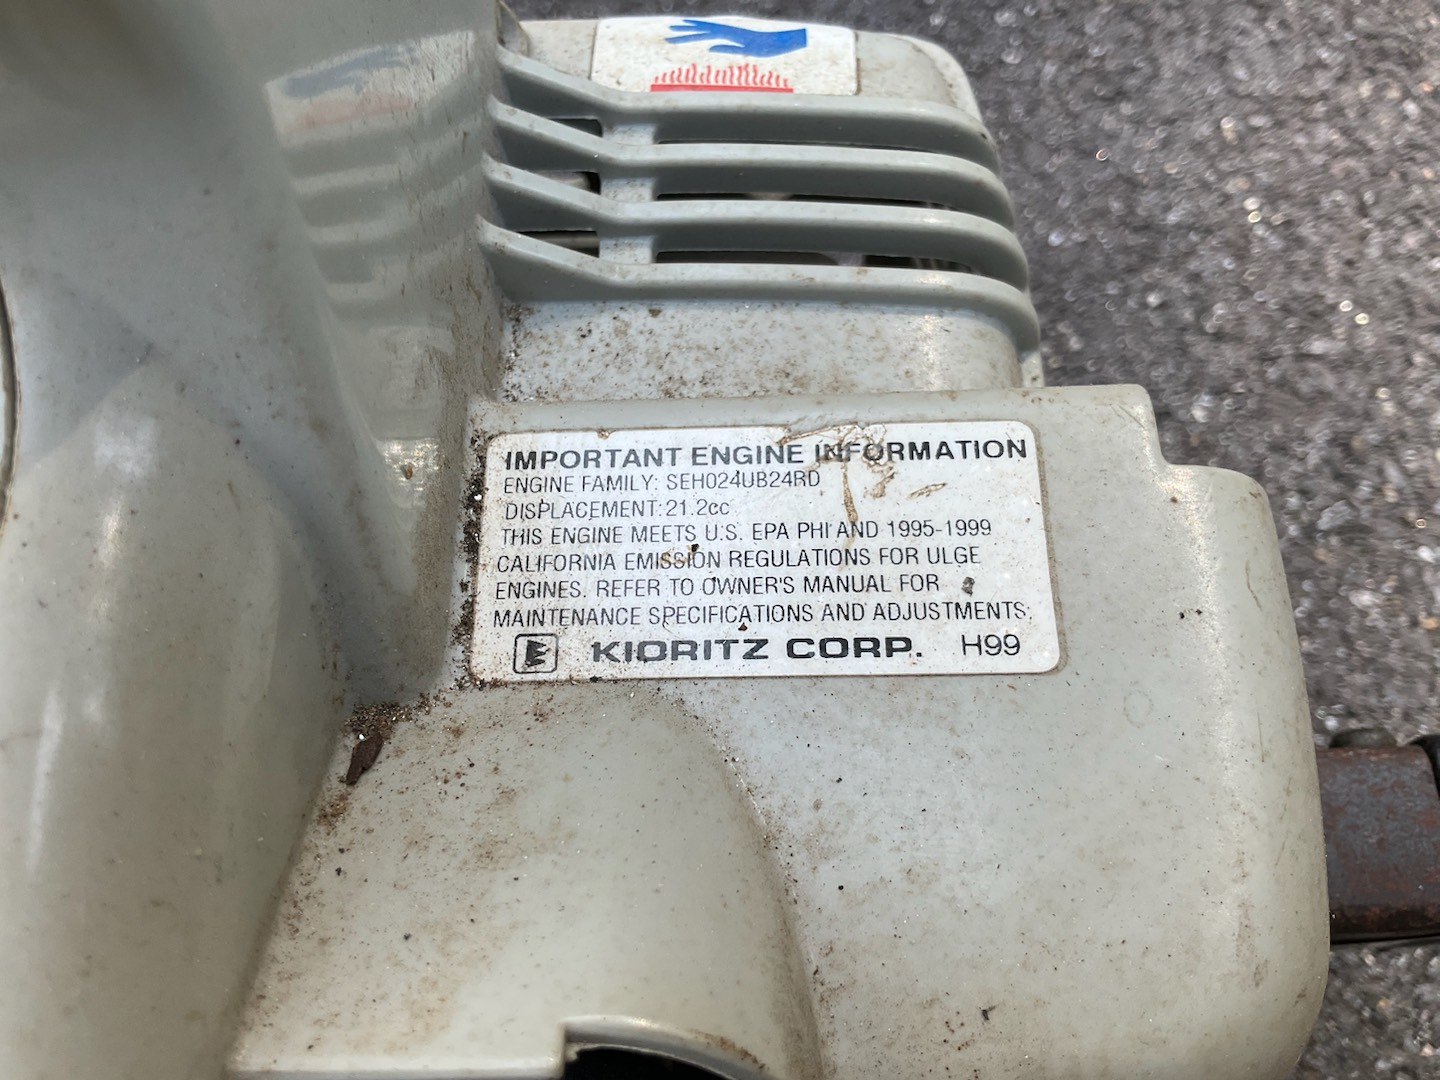 IMPORTANT ENGINE INFORMATION
ENGINE FAMILY: SEH024UB24RD
DISPLACEMENT: 21.2cc
THIS ENGINE MEETS U.S. EPA PHI AND 1995-1999
CALIFORNIA EMISSION REGULATIONS FOR ULGE
ENGINES. REFER TO OWNER'S MANUAL FOR
MAINTENANCE SPECIFICATIONS AND ADJUSTMENTS.
E KIORITZ CORP. H99